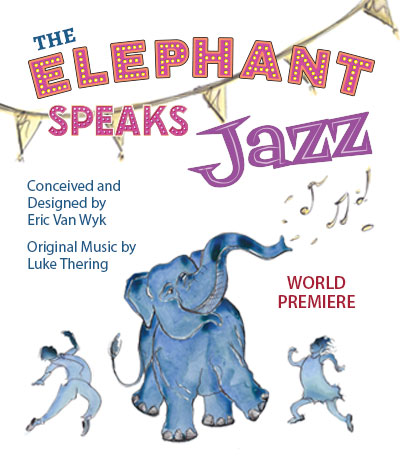 THE
ELEPHANT
SPEAKS
Jazz
Conceived and
Designed by
Eric Van Wyk
Original Music by
Luke Thering
WORLD
PREMIERE